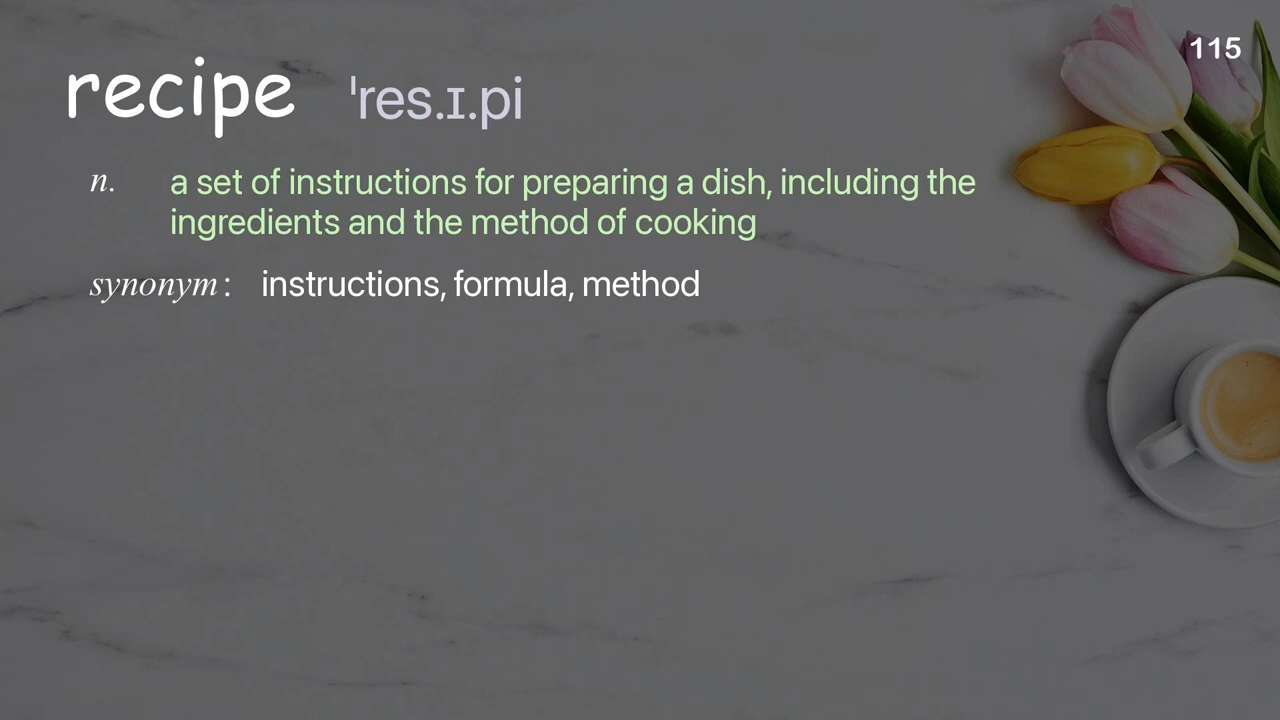 115
recipe ˈres.ɪ.pi
n. a set of instructions for preparing a dish, including the
ingredients and the method of cooking
synonym: instructions, formula, method